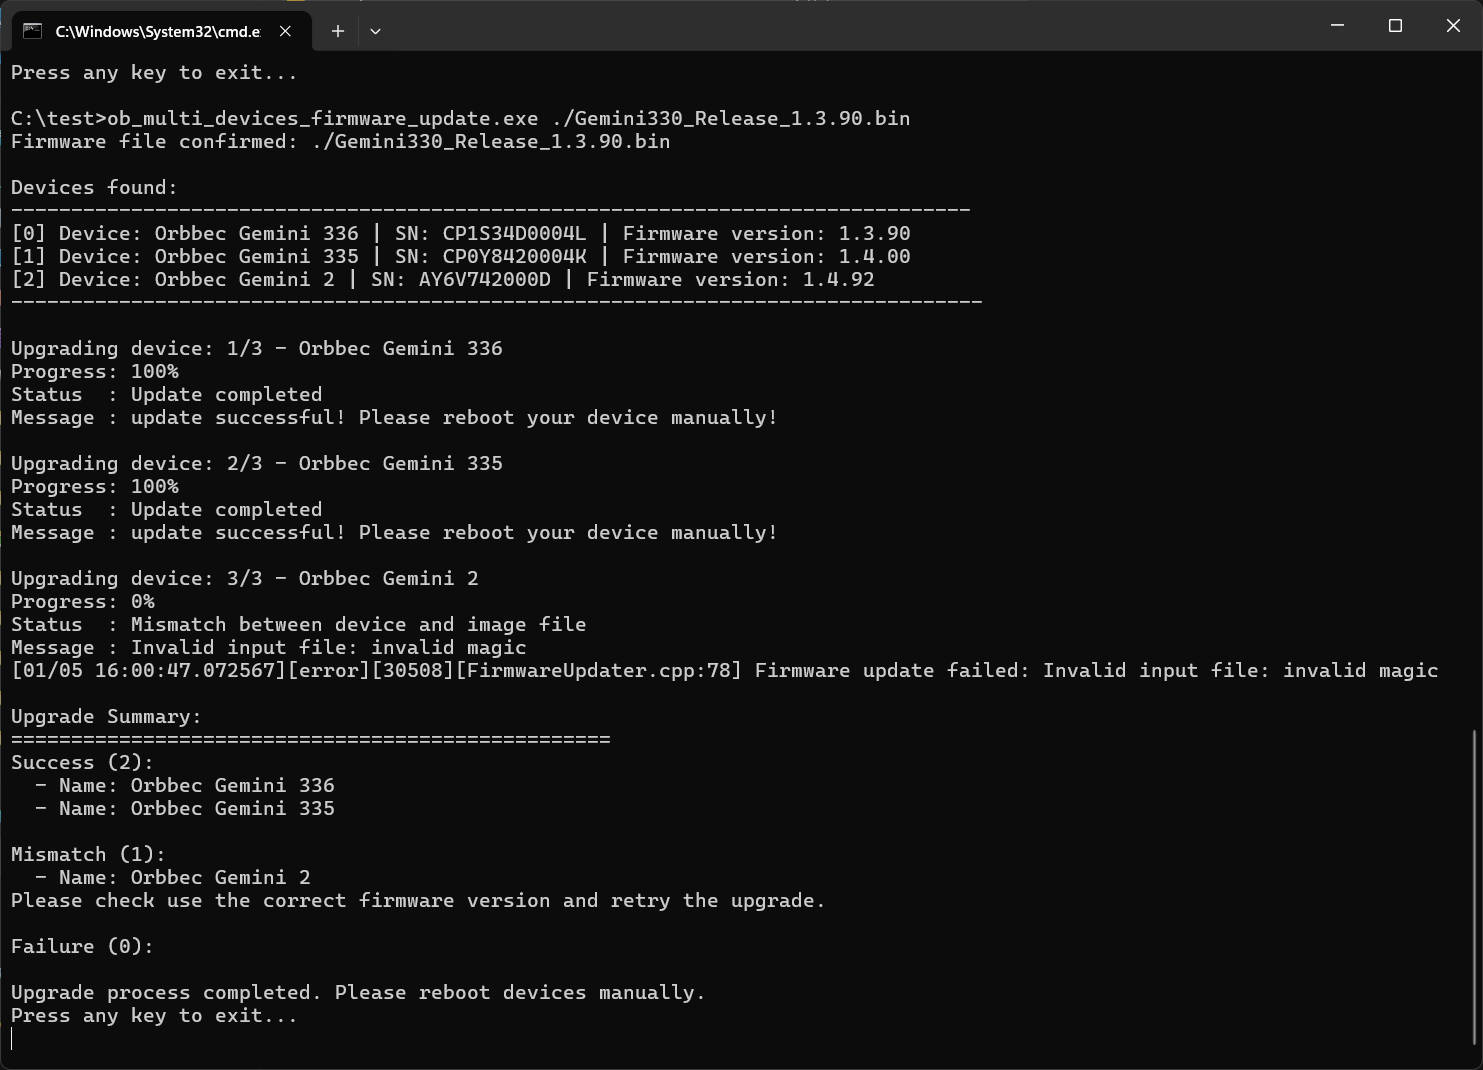 C:\Windows\System32\cmd.e
Press any key to exit...
C:\test>ob_multi_devices_firmware_update.exe ./Gemini330_Release_1.3.90.bin
Firmware file confirmed: ./Gemini330_Release_1.3.90.bin
Devices found:
--------------------------------------------------------------------------------
[0] Device: Orbbec Gemini 336 | SN: CP1S34D0004L | Firmware version: 1.3.90
[1] Device: Orbbec Gemini 335 | SN: CP0Y8420004K | Firmware version: 1.4.00
[2] Device: Orbbec Gemini 2 | SN: AY6V742000D | Firmware version: 1.4.92
---------------------------------------------------------------------------------
Upgrading device: 1/3 - Orbbec Gemini 336
Progress: 100%
Status  : Update completed
Message : update successful! Please reboot your device manually!
Upgrading device: 2/3 - Orbbec Gemini 335
Progress: 100%
Status  : Update completed
Message : update successful! Please reboot your device manually!
Upgrading device: 3/3 - Orbbec Gemini 2
Progress: 0%
Status  : Mismatch between device and image file
Message : Invalid input file: invalid magic
[01/05 16:00:47.072567][error][30508][FirmwareUpdater.cpp:78] Firmware update failed: Invalid input file: invalid magic
Upgrade Summary:
==================================================
Success (2):
  - Name: Orbbec Gemini 336
  - Name: Orbbec Gemini 335
Mismatch (1):
  - Name: Orbbec Gemini 2
Please check use the correct firmware version and retry the upgrade.
Failure (0):
Upgrade process completed. Please reboot devices manually.
Press any key to exit...